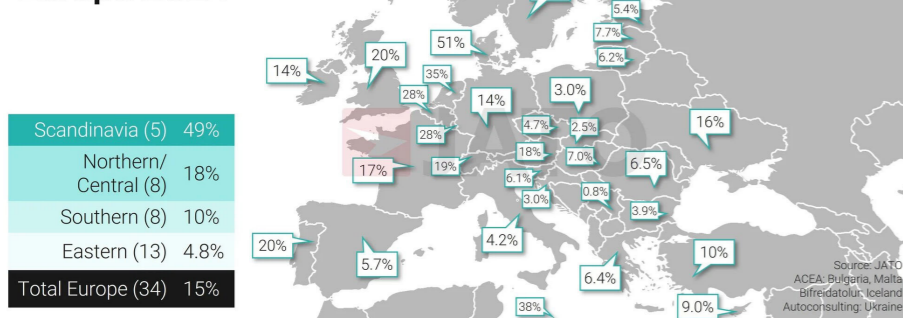 Scandinavia (5) 49%
Northern/
Central (8) 18%
Southern (8) 10%
Eastern (13) 4.8%
Total Europe (34) 15%
5.4%
7.7%
6.2%
51%
20%
14%
35%
28%
14%
3.0%
28%
4.7%
2.5%
16%
17%
19%
18%
7.0%
6.5%
6.1%
3.0%
0.8%
3.9%
20%
5.7%
4.2%
6.4%
10%
38%
9.0%
JATO
Source: JATO
ACEA: Bulgaria, Malta
Bifreidatolur: Iceland
Autoconsulting: Ukraine